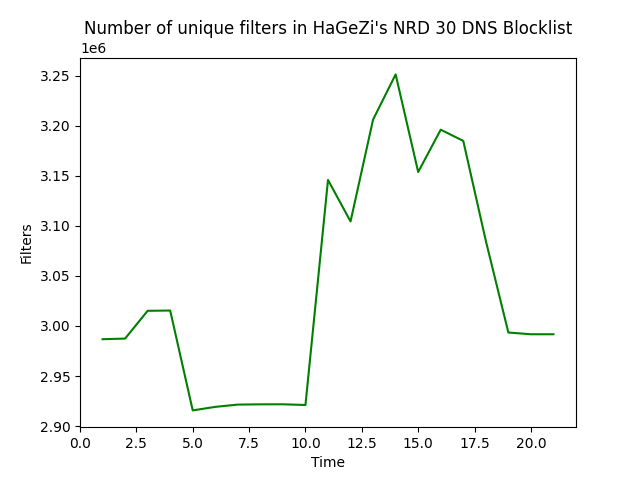 Number of unique filters in HaGeZi's NRD 30 DNS Blocklist
1e6
3.25
3.20
3.15
3.10
3.05
3.00
2.95
2.90
Filters
0.0 2.5 5.0 7.5 10.0 12.5 15.0 17.5 20.0
Time